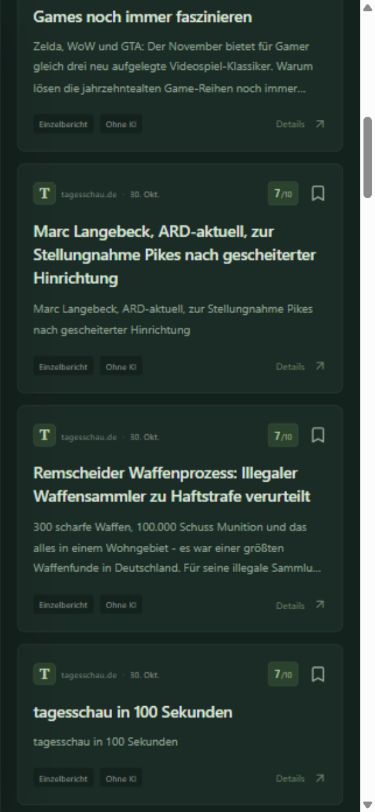 Games noch immer faszinieren
Zelda, WoW und GTA: Der November bietet für Gamer
gleich drei neu aufgelegte Videospiel-Klassiker. Warum
lösen die jahrzehntealten Game-Reihen noch immer...
Einzelbericht Ohne KI Details
T tagesschau.de · 30. Okt. 7/10
Marc Langebeck, ARD-aktuell, zur
Stellungnahme Pikes nach gescheiterter
Hinrichtung
Marc Langebeck, ARD-aktuell, zur Stellungnahme Pikes
nach gescheiterter Hinrichtung
Einzelbericht Ohne KI Details
T tagesschau.de · 30. Okt. 7/10
Remscheider Waffenprozess: Illegaler
Waffensammler zu Haftstrafe verurteilt
300 scharfe Waffen, 100.000 Schuss Munition und das
alles in einem Wohngebiet - es war einer größten
Waffenfunde in Deutschland. Für seine illegale Sammlu...
Einzelbericht Ohne KI Details
T tagesschau.de · 30. Okt. 7/10
tagesschau in 100 Sekunden
tagesschau in 100 Sekunden
Einzelbericht Ohne KI Details